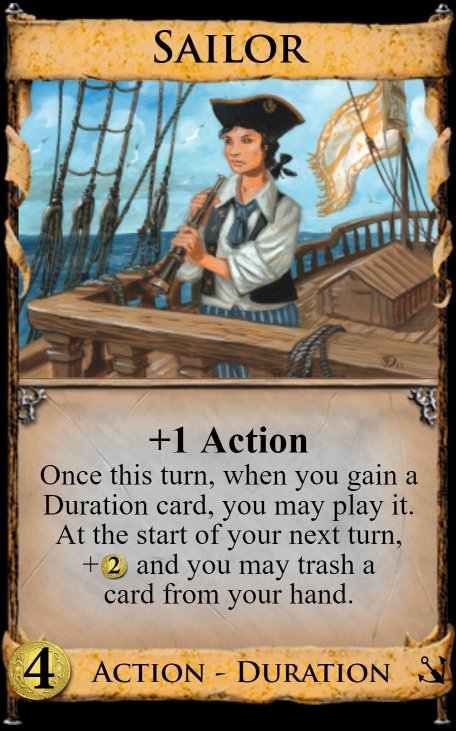 SAILOR
+1 Action
Once this turn, when you gain a
Duration card, you may play it.
At the start of your next turn,
+2 and you may trash a
card from your hand.
4 ACTION - DURATION